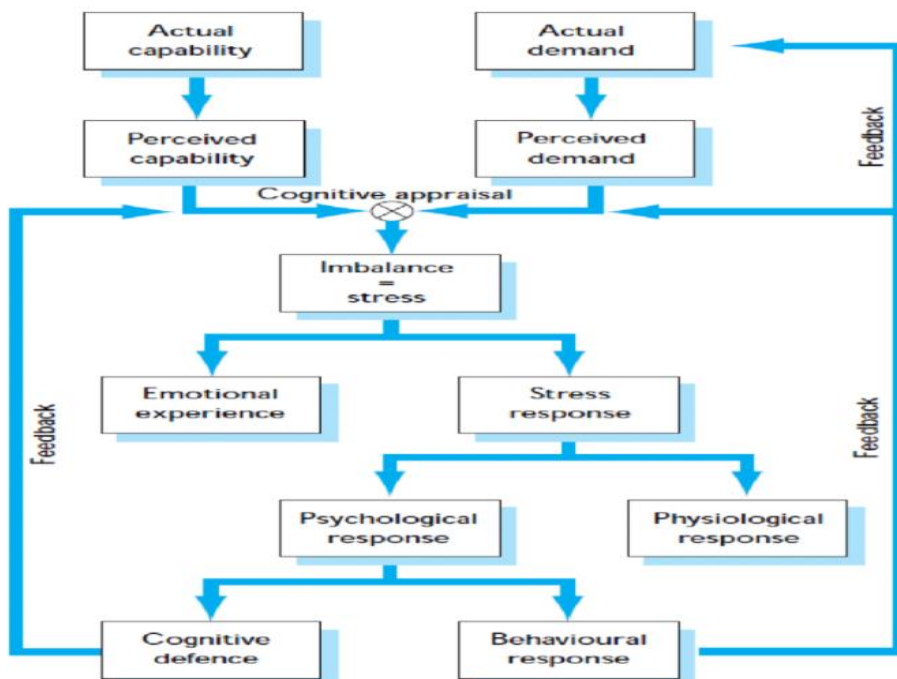 Actual
capability
Actual
demand
Perceived
capability
Perceived
demand
Feedback
Cognitive appraisal
Imbalance
=
stress
Emotional
experience
Stress
response
Feedback
Feedback
Psychological
response
Physiological
response
Cognitive
defence
Behavioural
response